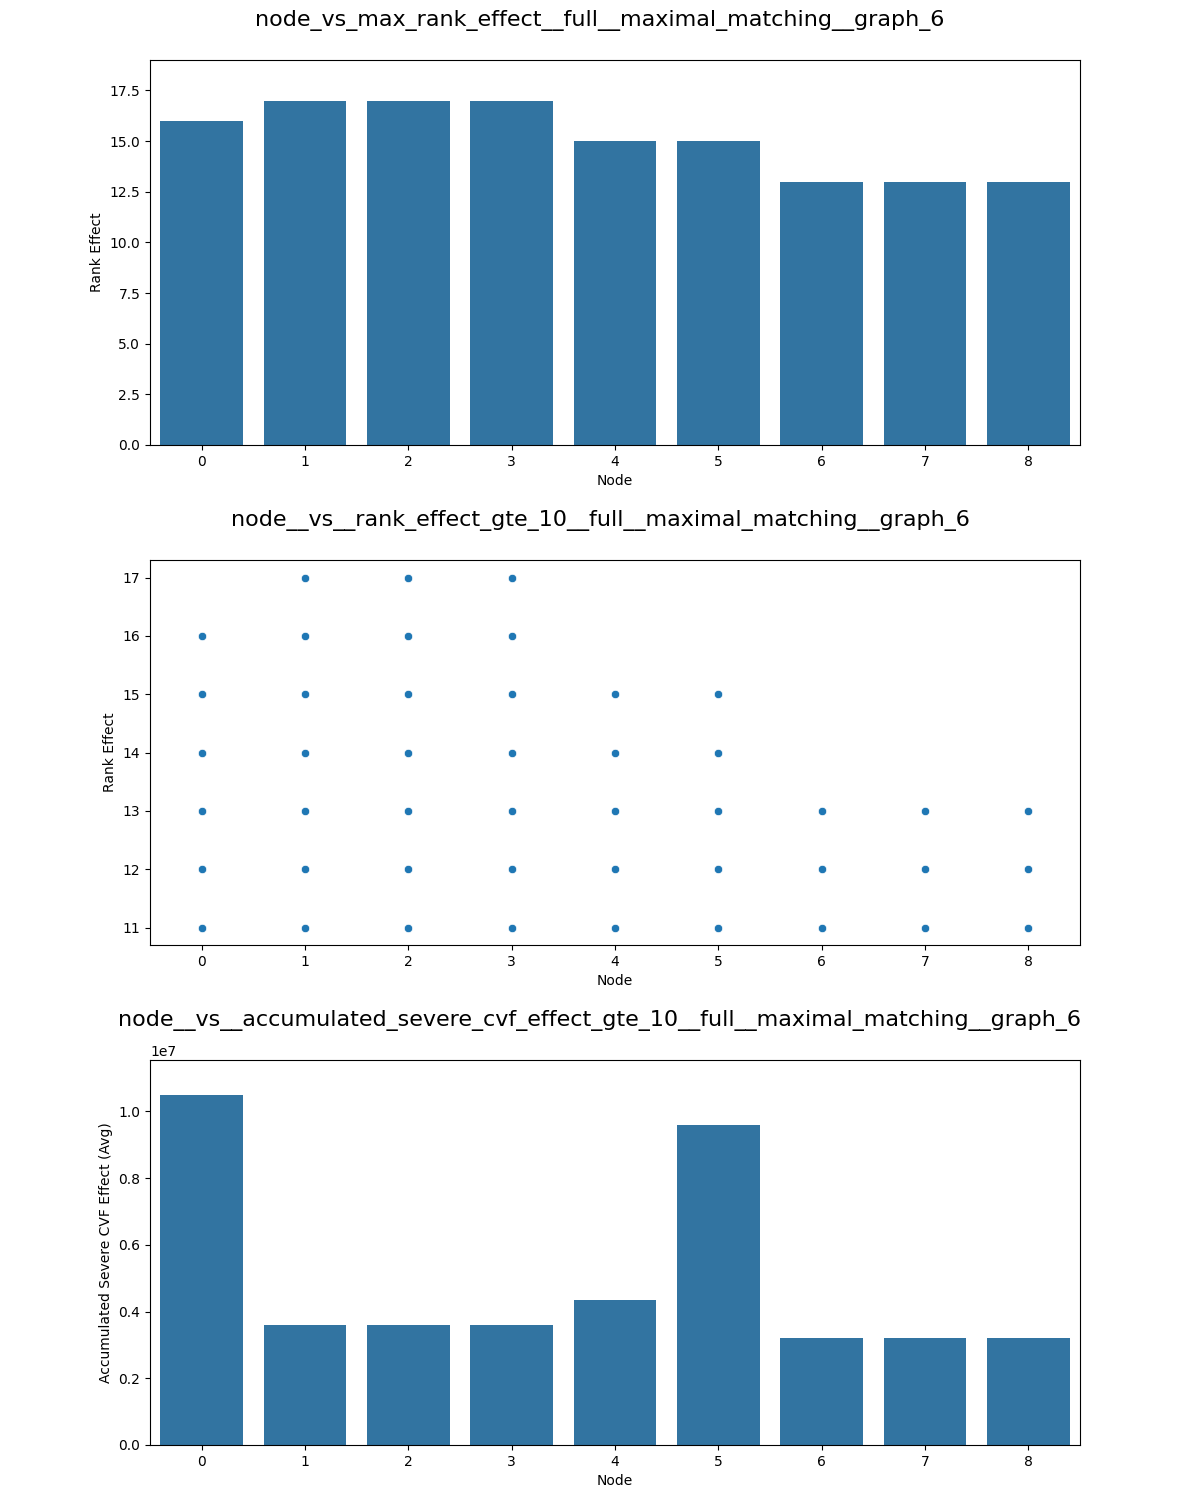 node_vs_max_rank_effect__full__maximal_matching__graph_6
17.5
15.0
12.5
10.0
7.5
5.0
2.5
0.0
Rank Effect
0 1 2 3 4 5 6 7 8
Node
node__vs__rank_effect_gte_10__full__maximal_matching__graph_6
17
16
15
14
13
12
11
Rank Effect
0 1 2 3 4 5 6 7 8
Node
node__vs__accumulated_severe_cvf_effect_gte_10__full__maximal_matching__graph_6
1e7
1.0
0.8
0.6
0.4
0.2
0.0
Accumulated Severe CVF Effect (Avg)
0 1 2 3 4 5 6 7 8
Node